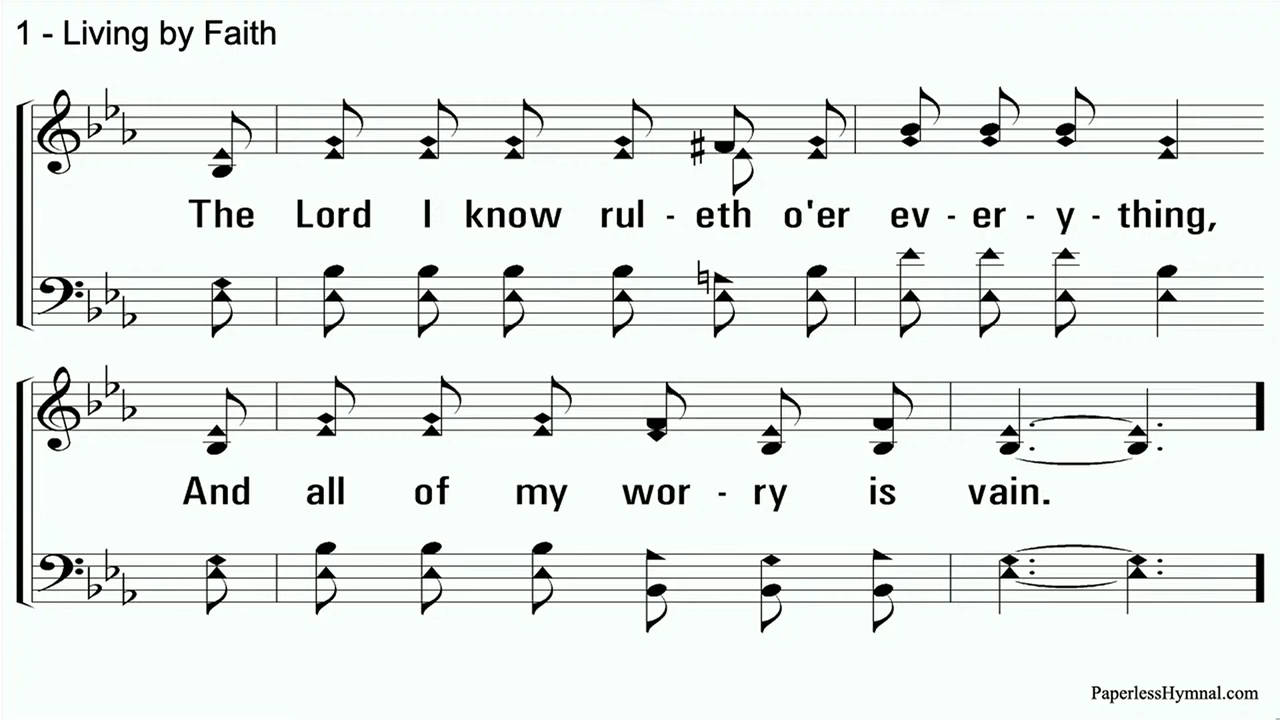 1 - Living by Faith
The Lord I know rul - eth o'er ev - er - y - thing,
And all of my wor - ry is vain.
PaperlessHymnal.com